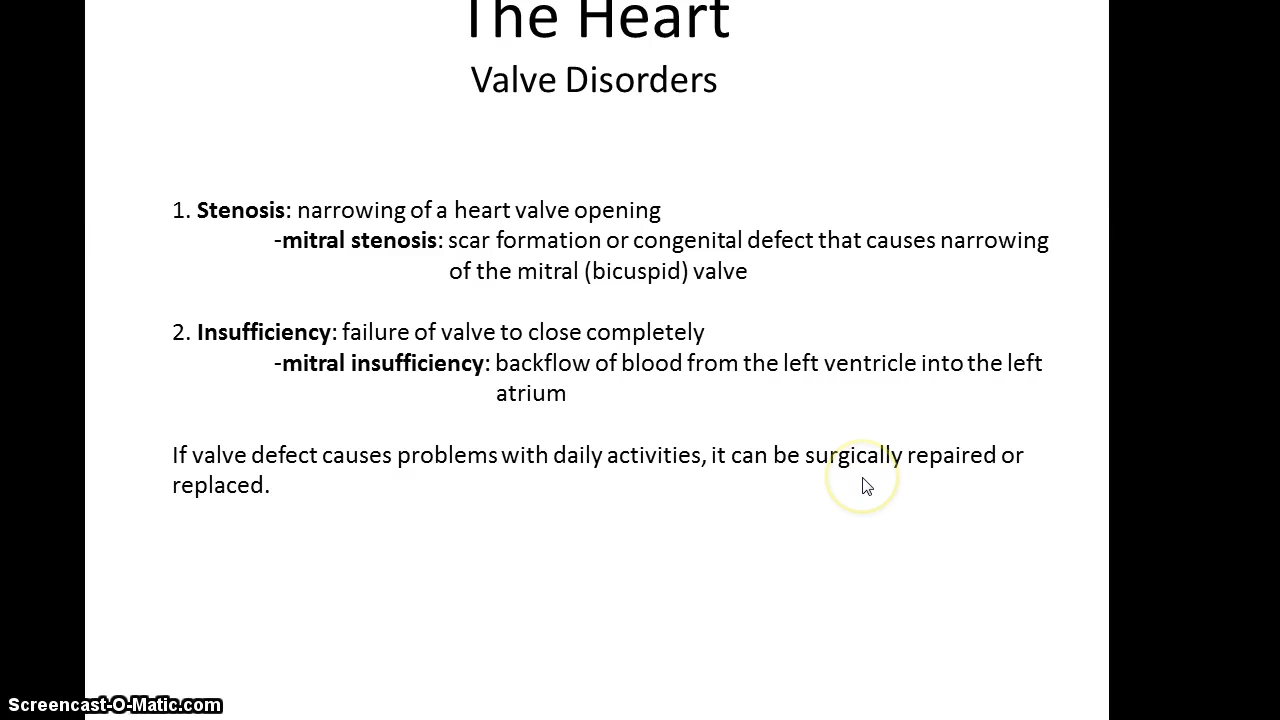 The Heart
Valve Disorders
1. Stenosis: narrowing of a heart valve opening
-mitral stenosis: scar formation or congenital defect that causes narrowing
of the mitral (bicuspid) valve
2. Insufficiency: failure of valve to close completely
-mitral insufficiency: backflow of blood from the left ventricle into the left
atrium
If valve defect causes problems with daily activities, it can be surgically repaired or
replaced.
Screencast-O-Matic.com